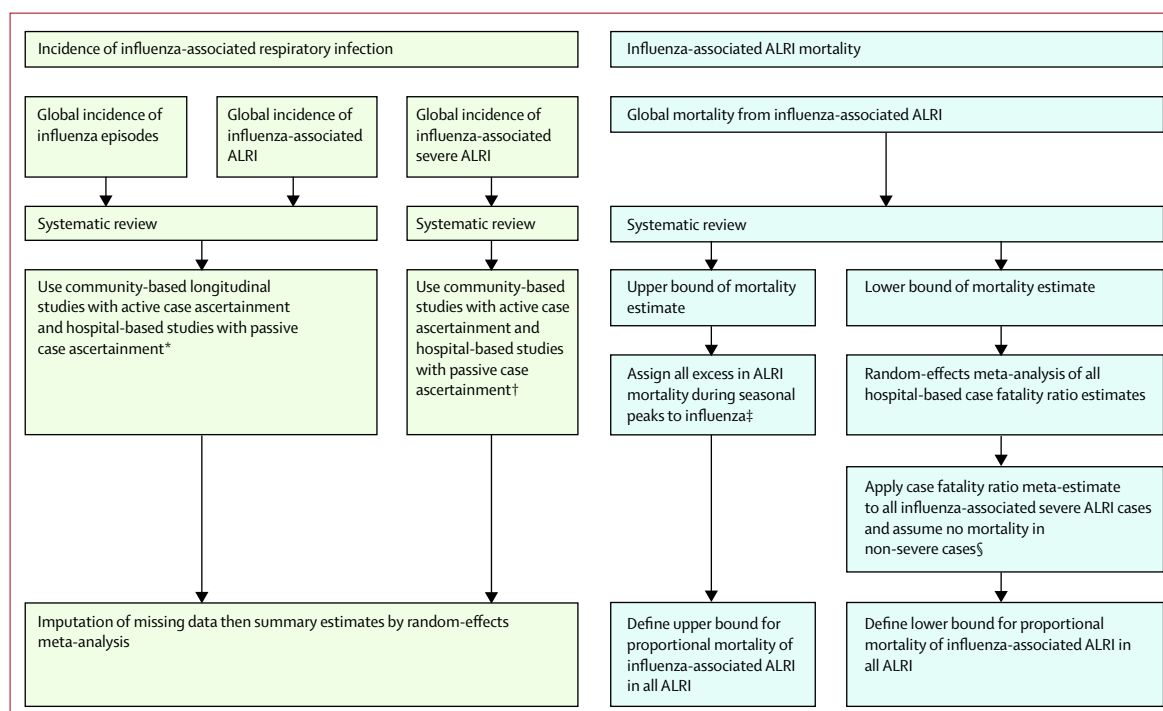 Incidence of influenza-associated respiratory infection
Influenza-associated ALRI mortality
Global incidence of
influenza episodes
Global incidence of
influenza-associated
ALRI
Global incidence of
influenza-associated
severe ALRI
Global mortality from influenza-associated ALRI
Systematic review
Systematic review
Systematic review
Use community-based longitudinal
studies with active case ascertainment
and hospital-based studies with passive
case ascertainment*
Use community-based
studies with active case
ascertainment and
hospital-based studies
with passive case
ascertainment†
Upper bound of mortality
estimate
Lower bound of mortality estimate
Assign all excess in ALRI
mortality during seasonal
peaks to influenza‡
Random-effects meta-analysis of all
hospital-based case fatality ratio estimates
Apply case fatality ratio meta-estimate
to all influenza-associated severe ALRI cases
and assume no mortality in
non-severe cases§
Imputation of missing data then summary estimates by random-effects
meta-analysis
Define upper bound for
proportional mortality of
influenza-associated ALRI
in all ALRI
Define lower bound for proportional
mortality of influenza-associated ALRI in
all ALRI